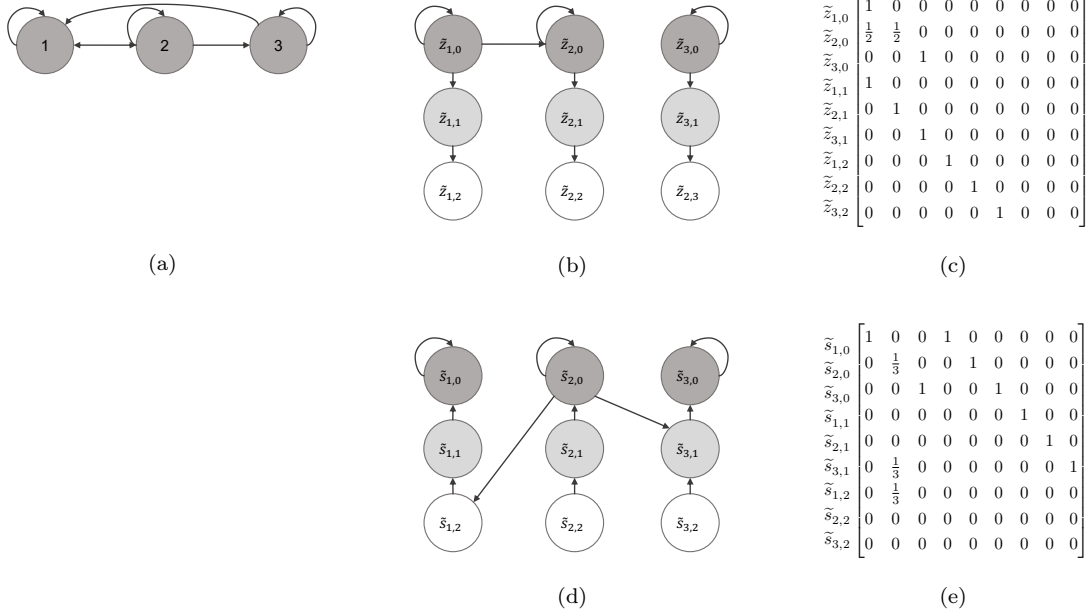 1 2 3
z̃1,0 z̃2,0 z̃3,0
z̃1,1 z̃2,1 z̃3,1
z̃1,2 z̃2,2 z̃2,3
z̃1,0 1 0 0 0 0 0 0 0 0
z̃2,0 1/2 1/2 0 0 0 0 0 0 0
z̃3,0 0 0 1 0 0 0 0 0 0
z̃1,1 1 0 0 0 0 0 0 0 0
z̃2,1 0 1 0 0 0 0 0 0 0
z̃3,1 0 0 1 0 0 0 0 0 0
z̃1,2 0 0 0 1 0 0 0 0 0
z̃2,2 0 0 0 0 1 0 0 0 0
z̃3,2 0 0 0 0 0 1 0 0 0
(a) (b) (c)
s̃1,0 s̃2,0 s̃3,0
s̃1,1 s̃2,1 s̃3,1
s̃1,2 s̃2,2 s̃3,2
s̃1,0 1 0 0 1 0 0 0 0 0
s̃2,0 0 1/3 0 0 1 0 0 0 0
s̃3,0 0 0 1 0 0 1 0 0 0
s̃1,1 0 0 0 0 0 0 1 0 0
s̃2,1 0 0 0 0 0 0 0 1 0
s̃3,1 0 1/3 0 0 0 0 0 0 1
s̃1,2 0 1/3 0 0 0 0 0 0 0
s̃2,2 0 0 0 0 0 0 0 0 0
s̃3,2 0 0 0 0 0 0 0 0 0
(d) (e)